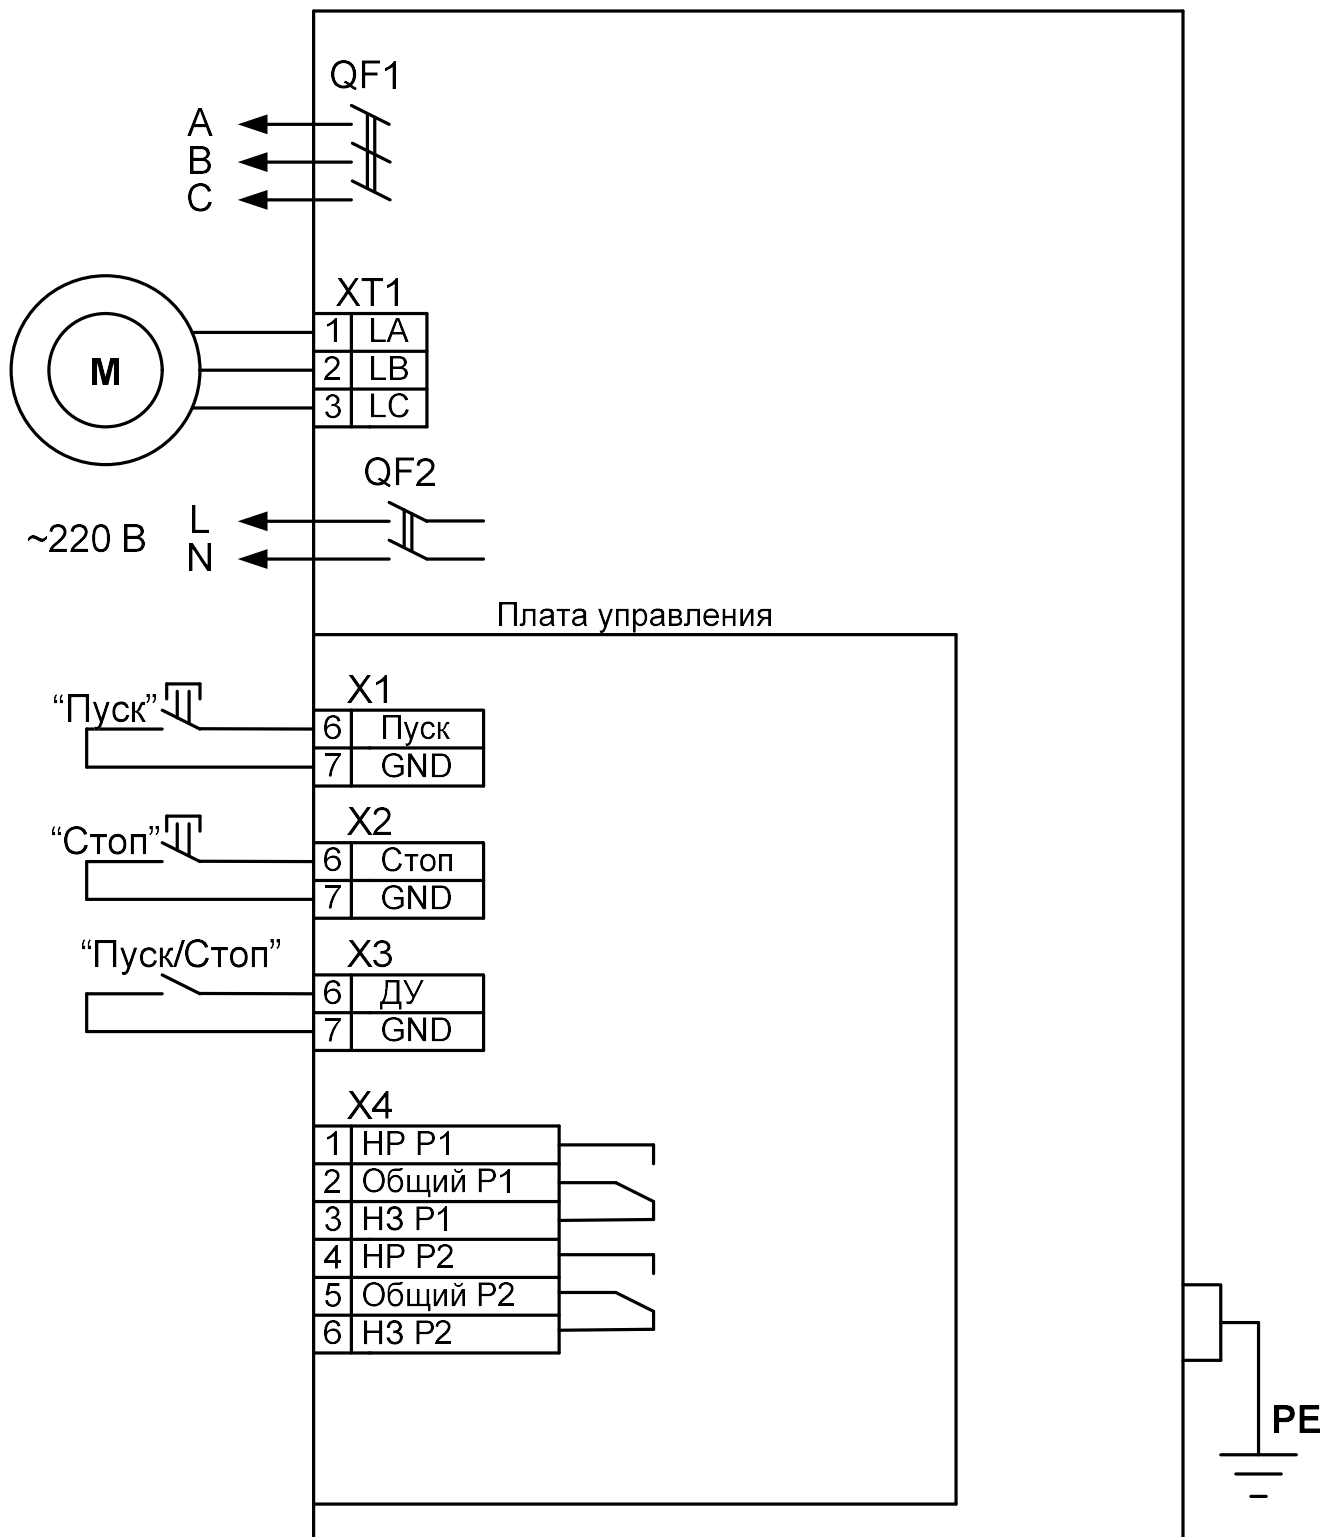 QF1
A
B
C
XT1
1 LA
2 LB
3 LC
M
QF2
L
~220 В
N
Плата управления
X1
“Пуск”
6 Пуск
7 GND
X2
“Стоп”
6 Стоп
7 GND
“Пуск/Стоп”
X3
6 ДУ
7 GND
X4
1 НР Р1
2 Общий Р1
3 НЗ Р1
4 НР Р2
5 Общий Р2
6 НЗ Р2
PE